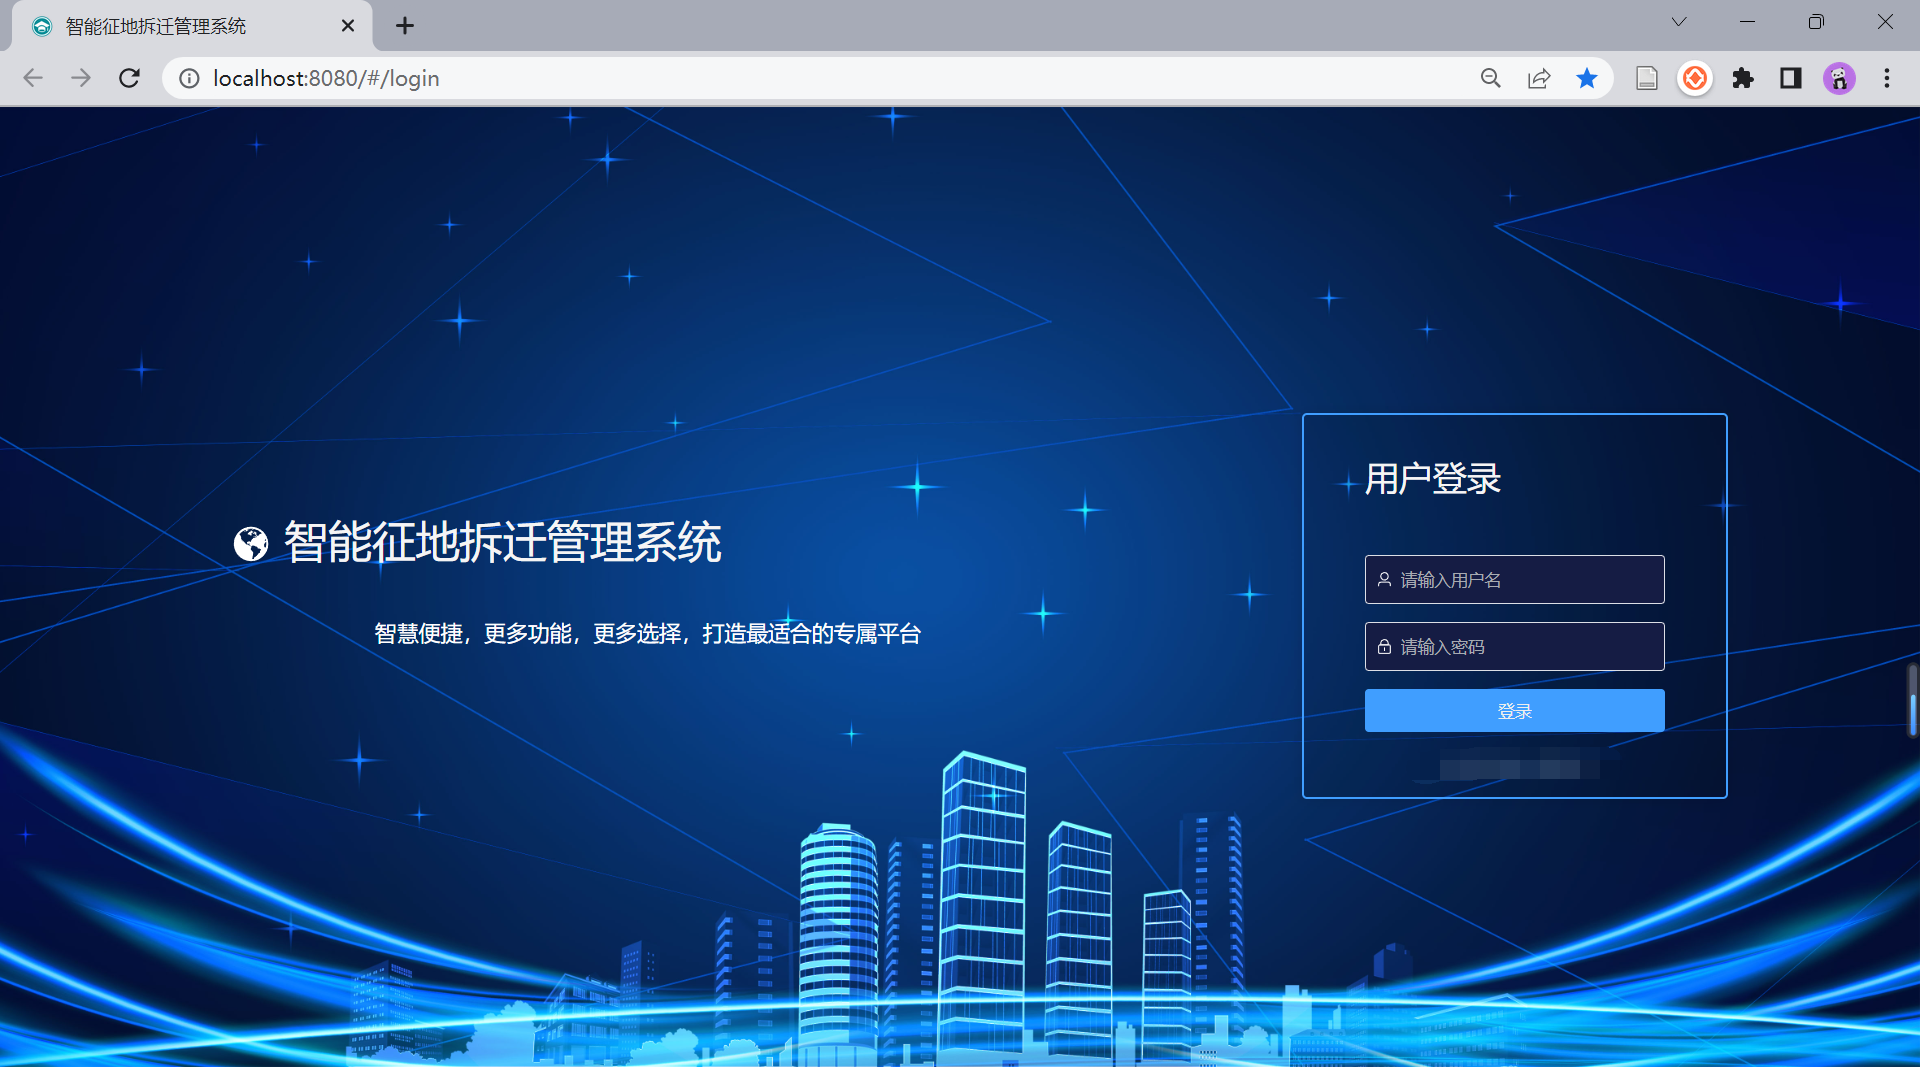 智能征地拆迁管理系统
localhost:8080/#/login
用户登录
智能征地拆迁管理系统
请输入用户名
智慧便捷，更多功能，更多选择，打造最适合的专属平台
请输入密码
登录